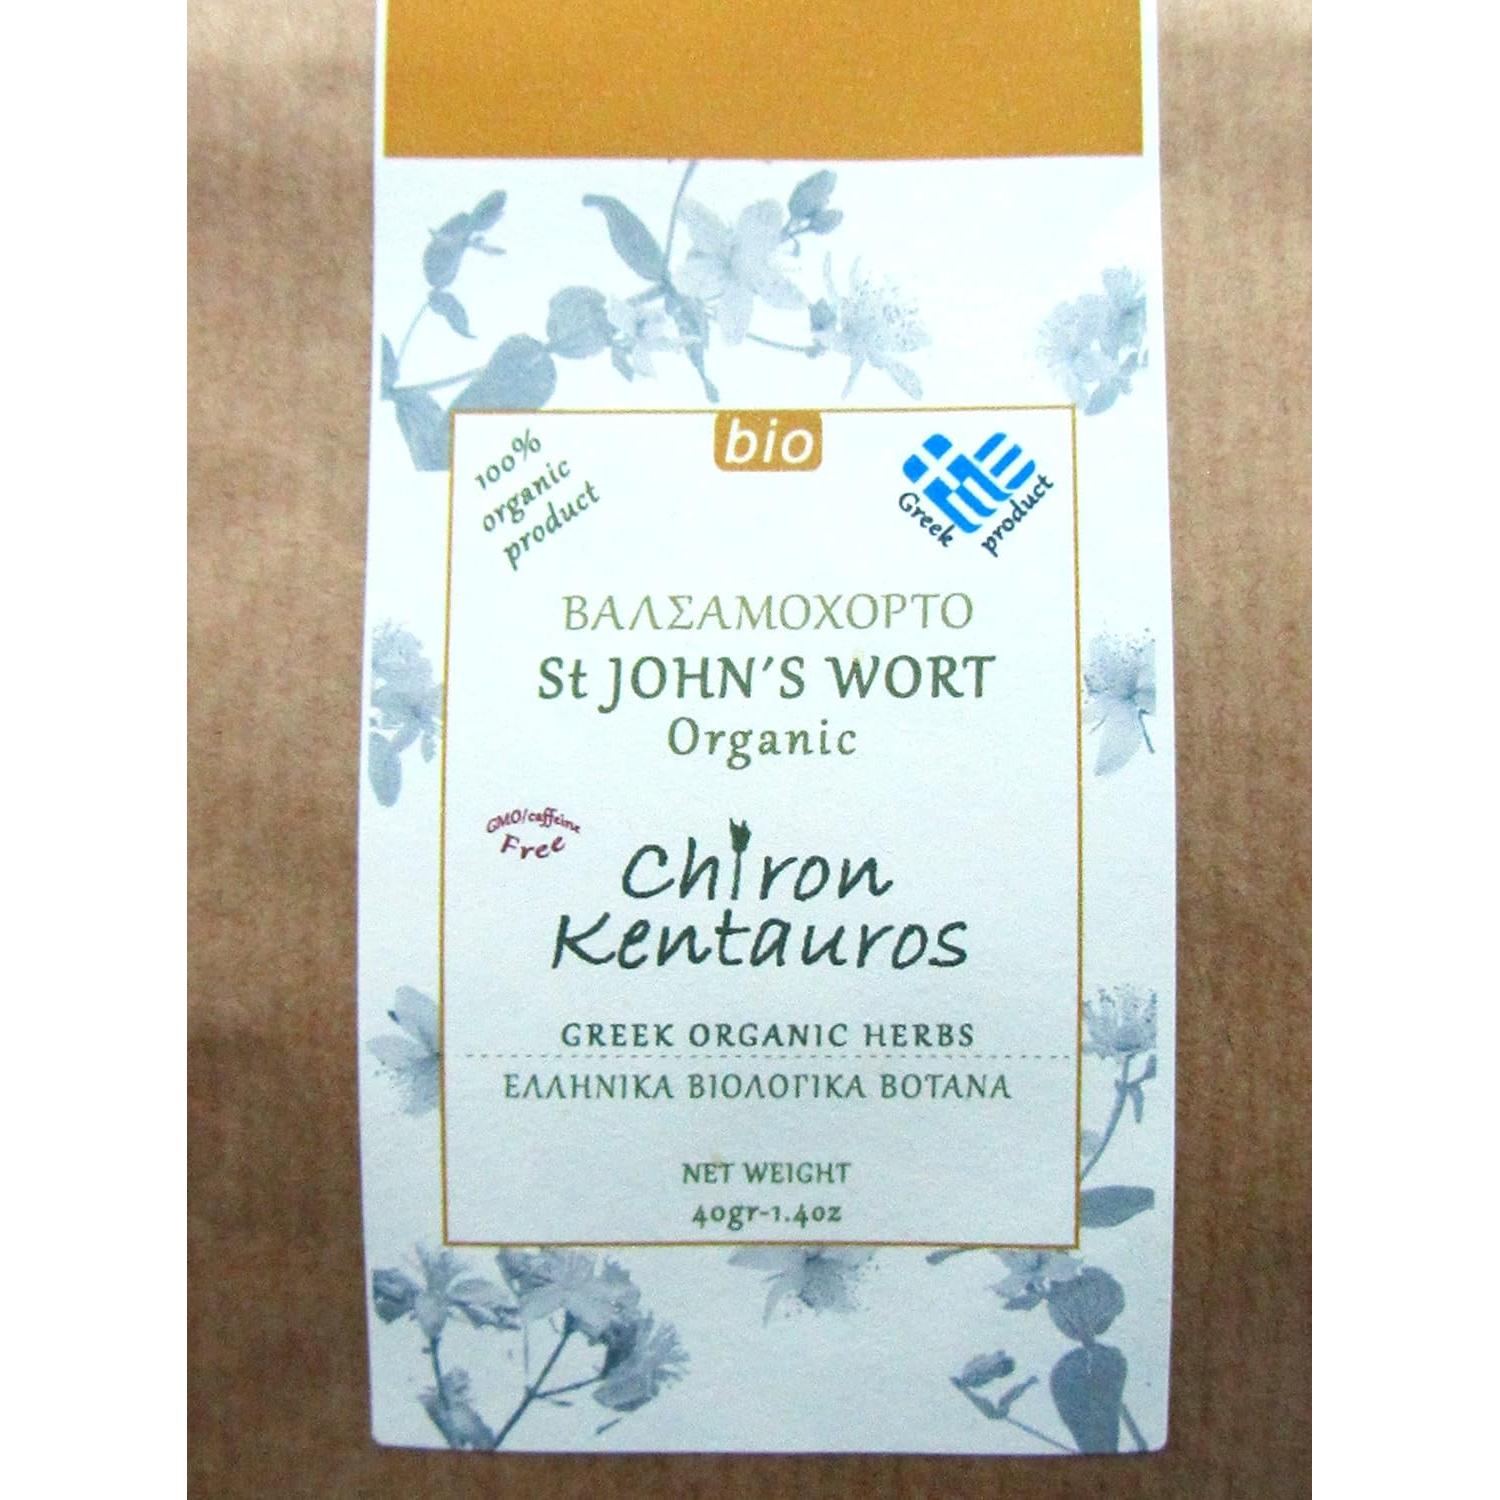 bio
100%
organic
product
Greek product
ΒΑΛΣΑΜΟΧΟΡΤΟ
St JOHN'S WORT
Organic
GMO/caffeine
Free
Chiron
Kentauros
GREEK ORGANIC HERBS
ΕΛΛΗΝΙΚΑ ΒΙΟΛΟΓΙΚΑ ΒΟΤΑΝΑ
NET WEIGHT
40gr-1.4oz